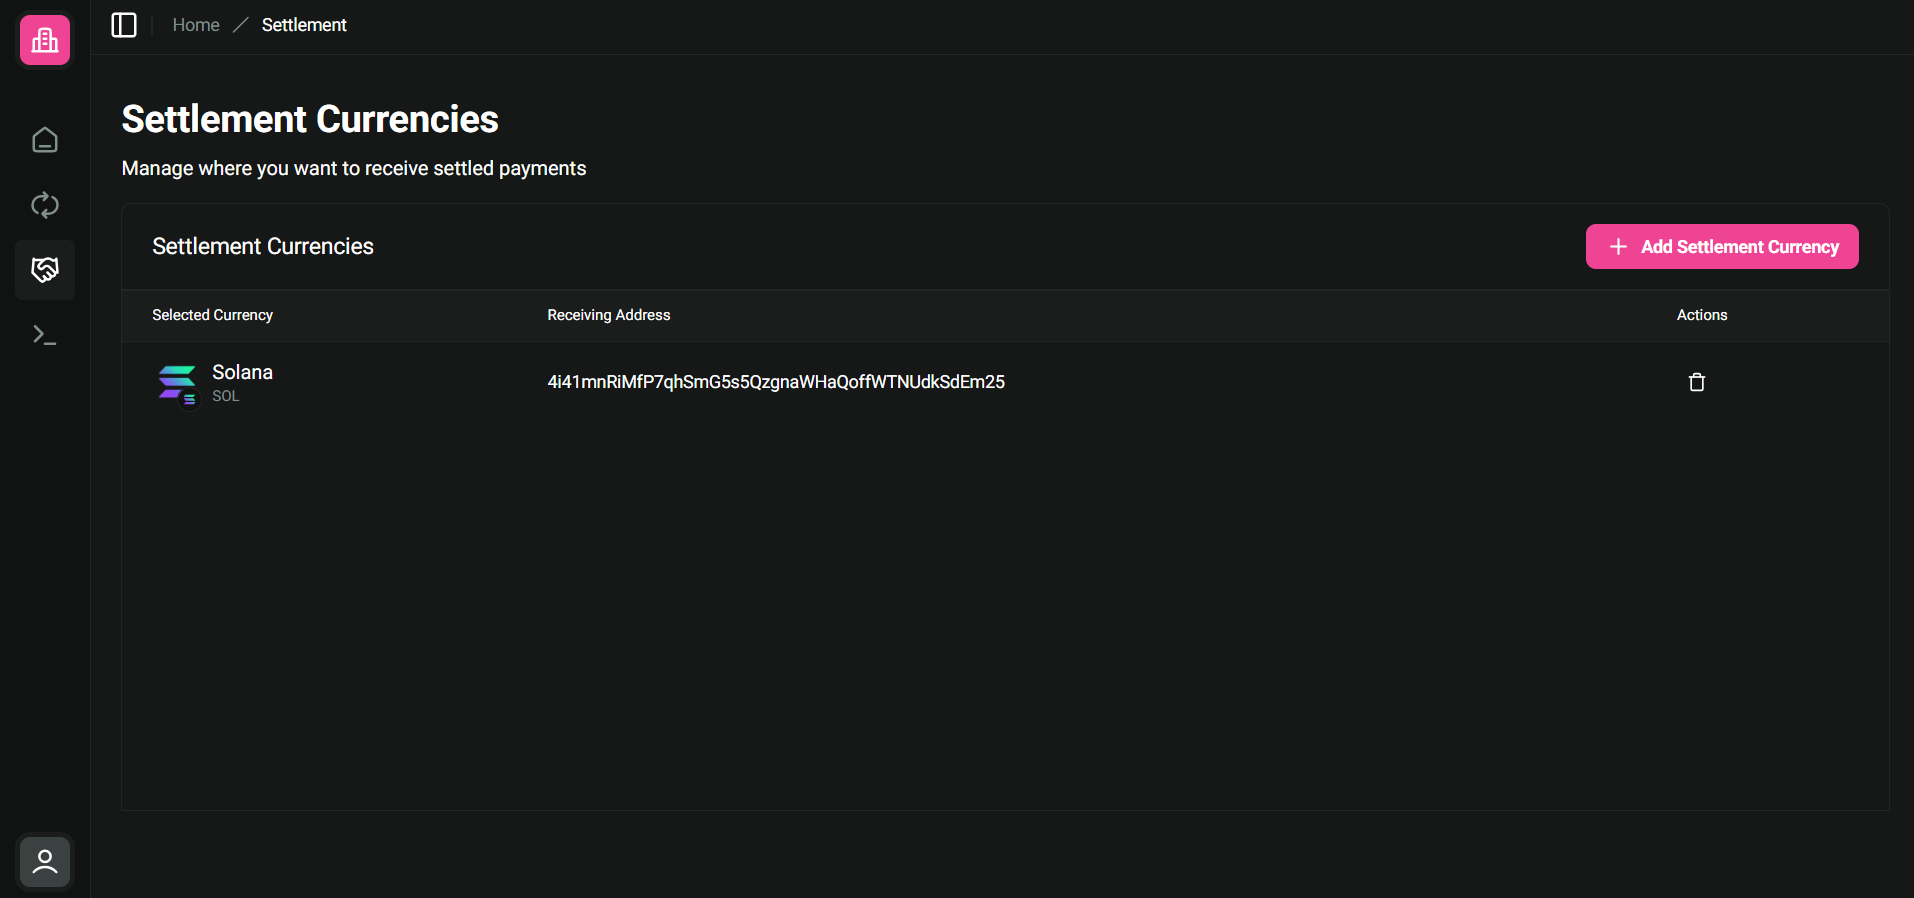 Home / Settlement
Settlement Currencies
Manage where you want to receive settled payments
Settlement Currencies
Add Settlement Currency
Selected Currency Receiving Address Actions
Solana
SOL
4i41mnRiMfP7qhSmG5s5QzgnaWHaQoffWTNUdkSdEm25